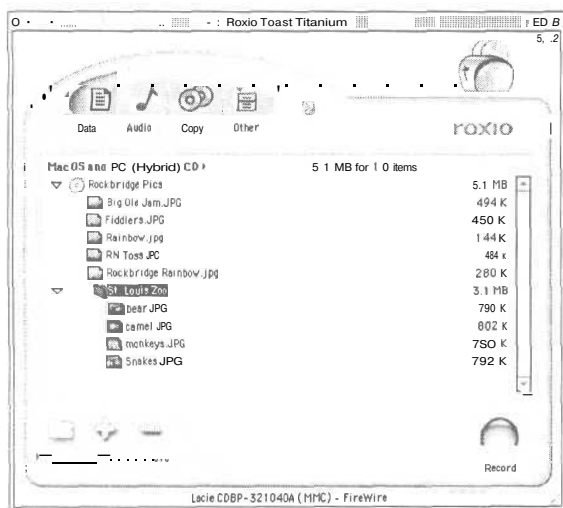 Roxio Toast Titanium
Data Audio Copy Other
roxio
Mac OS and PC (Hybrid) CD 5 1 MB for 1 0 items
Rockbridge Pics 5.1 MB
Big Ole Jam.JPG 494 K
Fiddlers.JPG 450 K
Rainbow.jpg 144 K
RN Toss JPC 484 K
Rockbridge Rainbow.jpg 280 K
St. Louis Zoo 3.1 MB
bear JPG 790 K
camel JPG 802 K
monkeys.JPG 7SO K
Snakes JPG 792 K
Record
Lacie CDBP-321040A (MMC) - FireWire